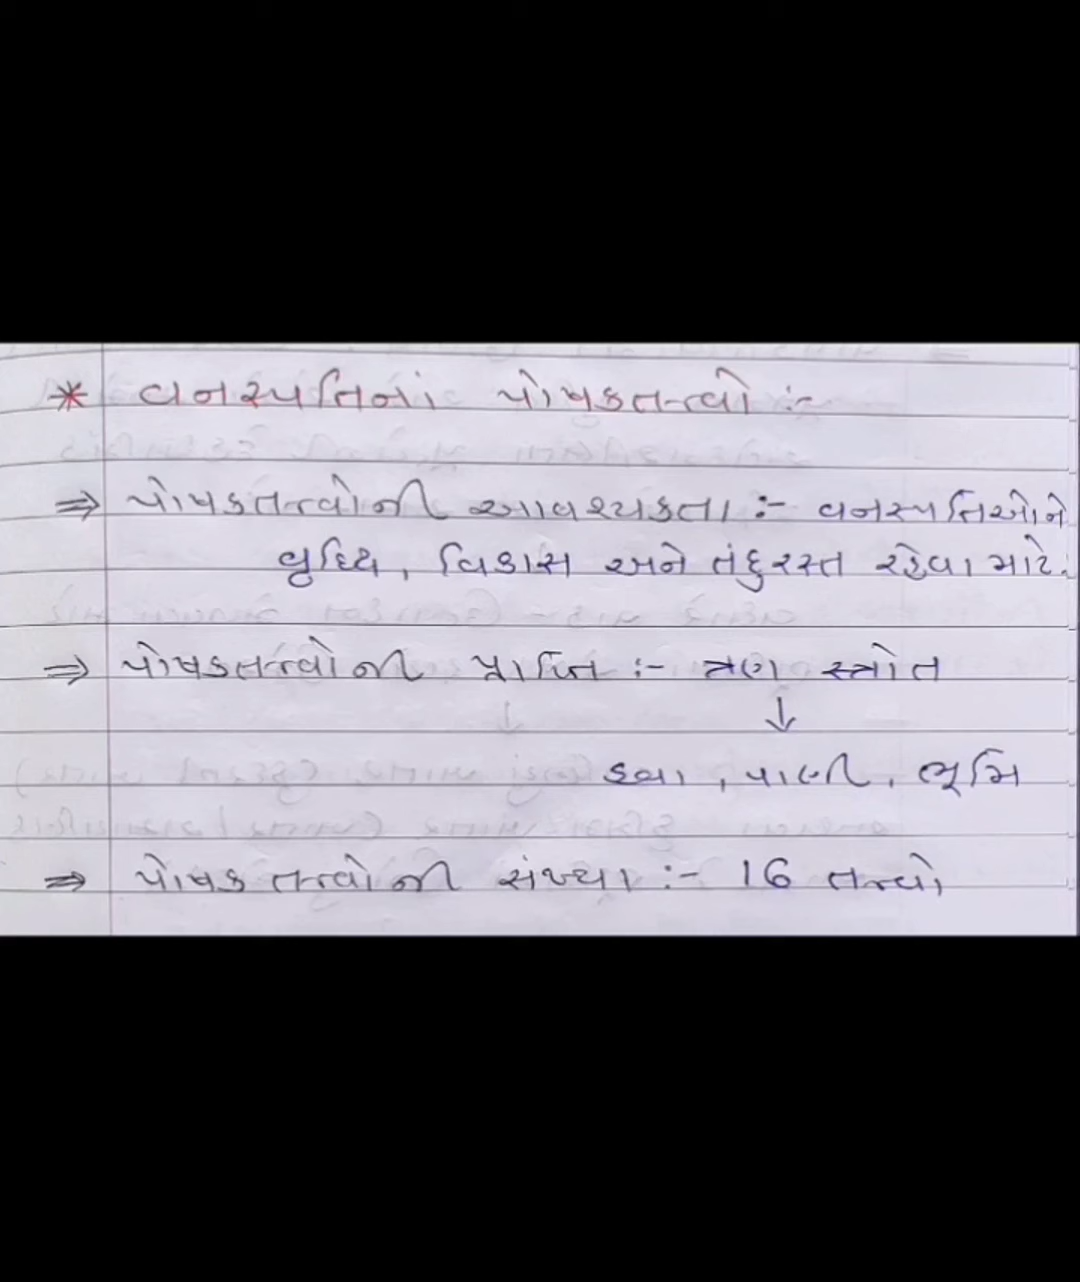 * વનસ્પતિનાં પોષકતત્વો :-
⇒ પોષકતત્વોની આવશ્યકતા :- વનસ્પતિઓને
વૃધ્ધિ, વિકાસ અને તંદુરસ્ત રહેવા માટે.
⇒ પોષકતત્વોની પ્રાપ્તિ :- ત્રણ સ્ત્રોત
↓
હવા, પાણી, ભૂમિ
⇒ પોષક તત્વોની સંખ્યા :- 16 તત્વો